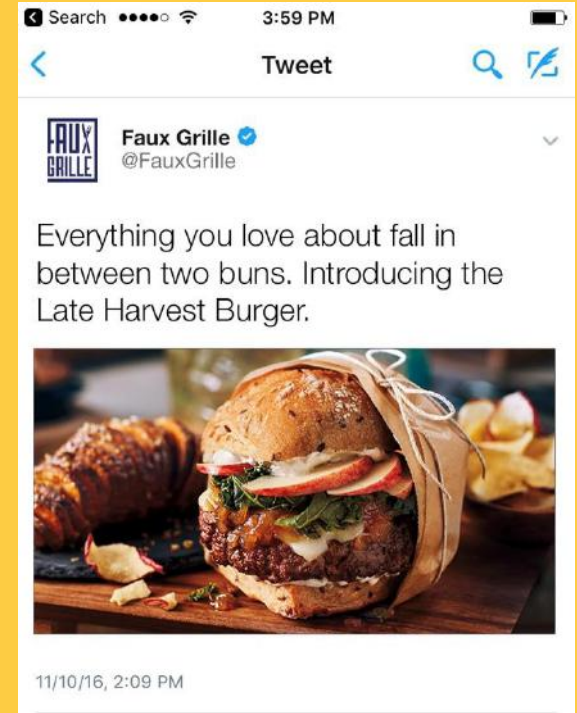 Search 3:59 PM
Tweet
FAUX
GRILLE
Faux Grille
@FauxGrille
Everything you love about fall in
between two buns. Introducing the
Late Harvest Burger.
11/10/16, 2:09 PM